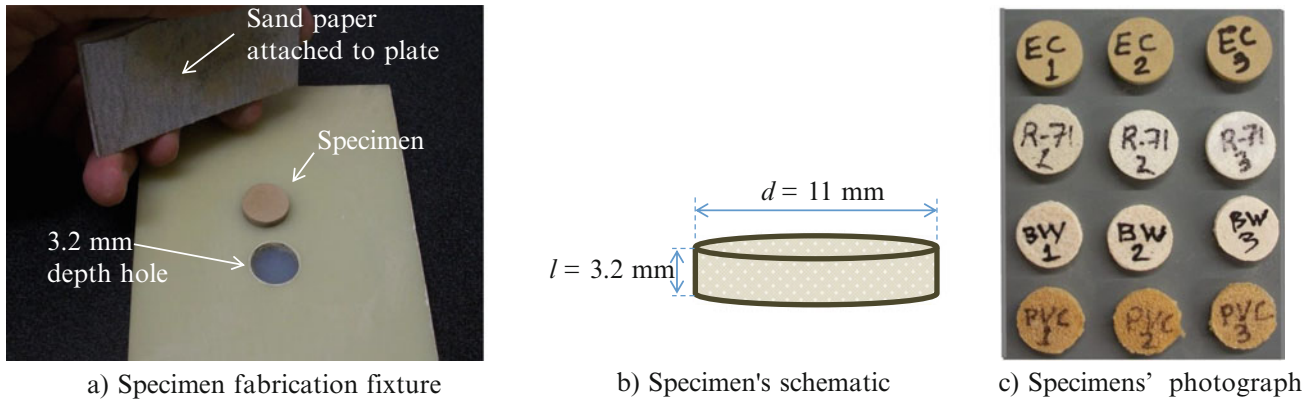 Sand paper
attached to plate
Specimen
3.2 mm
depth hole
a) Specimen fabrication fixture
d = 11 mm
l = 3.2 mm
b) Specimen's schematic
EC
1
EC
2
EC
3
R-71
1
R-71
2
R-71
3
BW
1
BW
2
BW
3
PVC
1
PVC
2
PVC
3
c) Specimens’ photograph